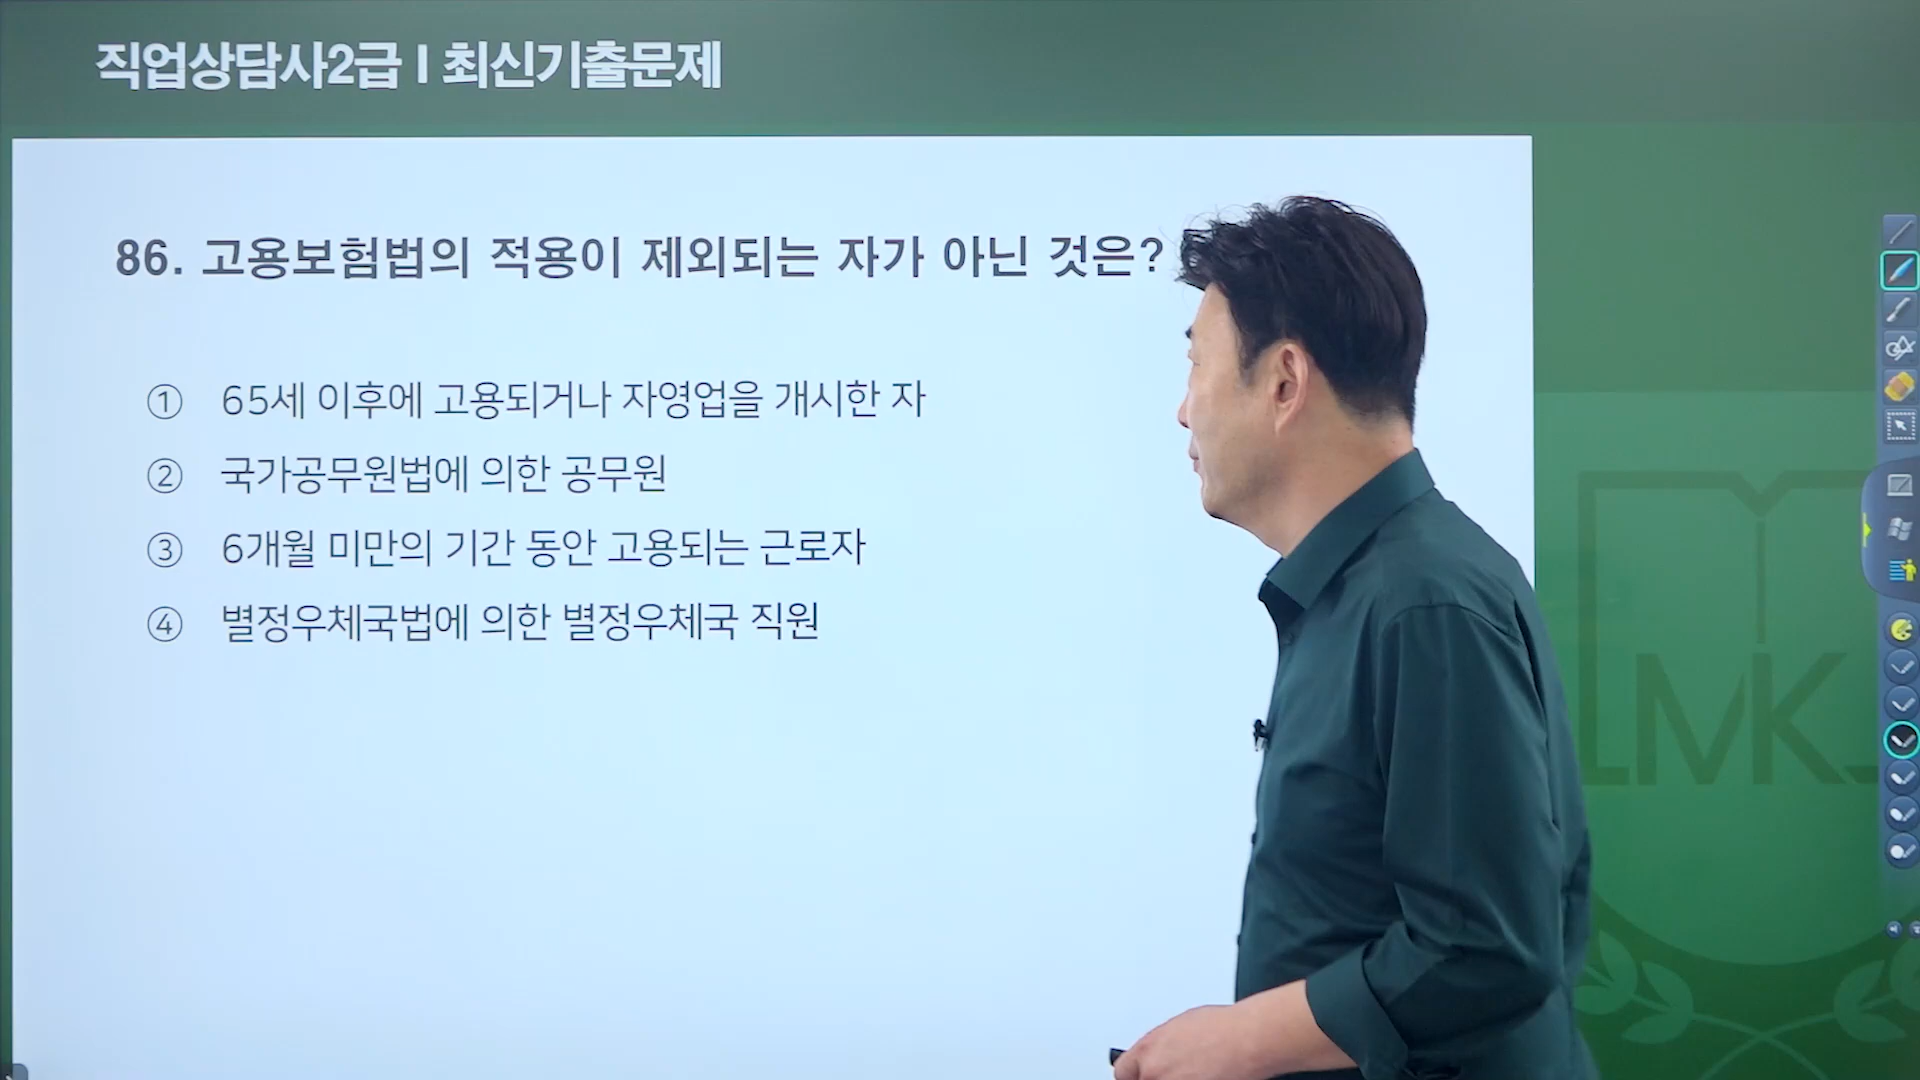 직업상담사2급 | 최신기출문제
86. 고용보험법의 적용이 제외되는 자가 아닌 것은?
① 65세 이후에 고용되거나 자영업을 개시한 자
② 국가공무원법에 의한 공무원
③ 6개월 미만의 기간 동안 고용되는 근로자
④ 별정우체국법에 의한 별정우체국 직원
MK